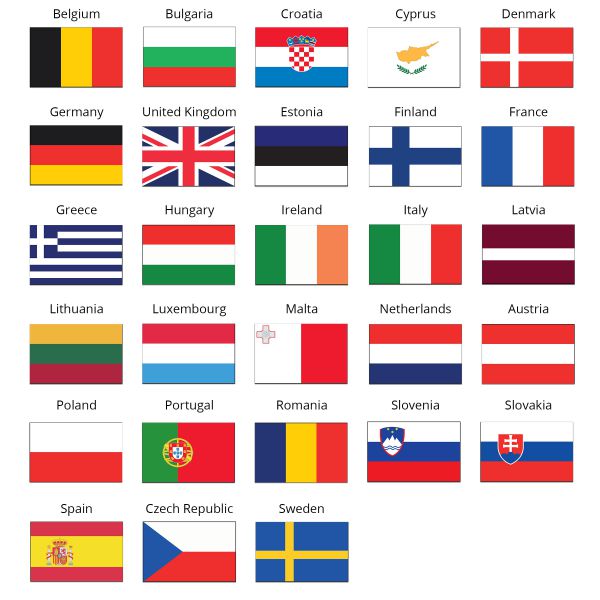 Belgium
Bulgaria
Croatia
Cyprus
Denmark
Germany
United Kingdom
Estonia
Finland
France
Greece
Hungary
Ireland
Italy
Latvia
Lithuania
Luxembourg
Malta
Netherlands
Austria
Poland
Portugal
Romania
Slovenia
Slovakia
Spain
Czech Republic
Sweden